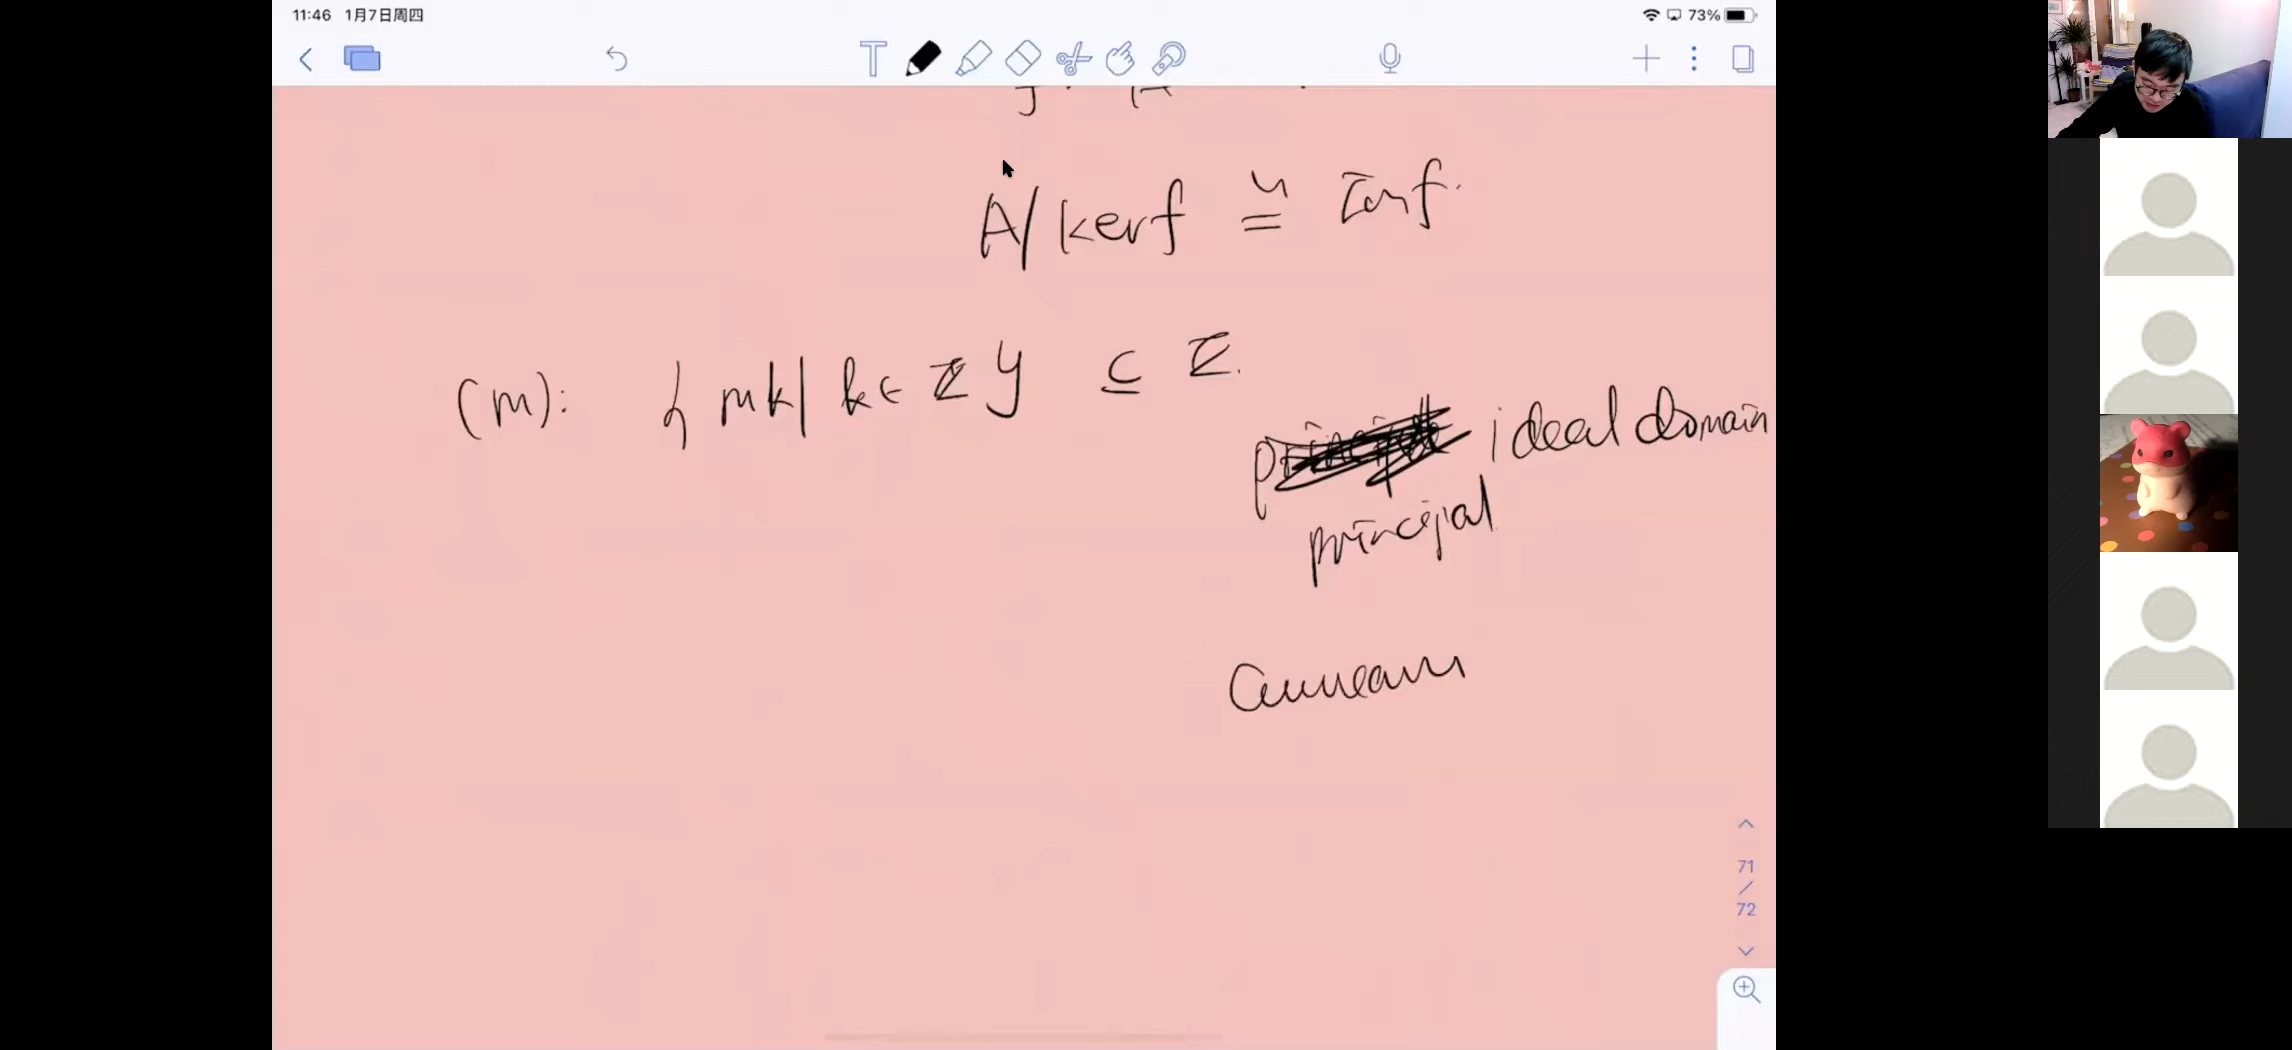 11:46 1月7日周四 73%
A/kerf ≅ Imf.
(m): { mk | k ∈ ℤ } ⊆ ℤ.
ideal domain
principal
71
/
72